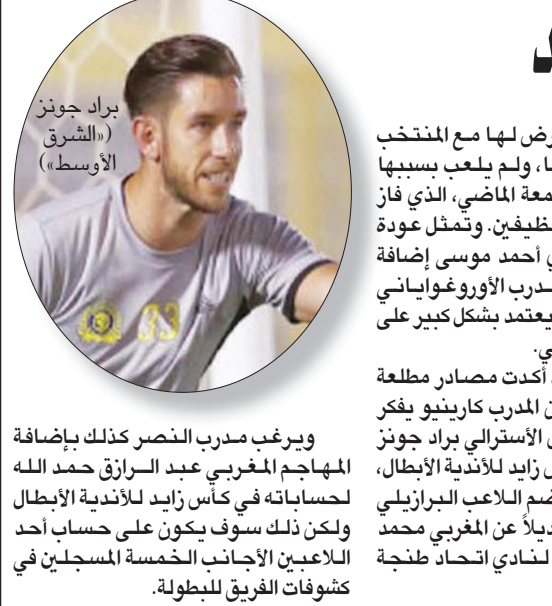 د
رض لها مع المنتخب
ا، ولم يلعب بسببها
معة الماضي، الذي فاز
ظيفين. وتمثل عودة
ي أحمد موسى إضافة
ـدرب الأوروغواياني
يعتمد بشكل كبير على
ي.
أكدت مصادر مطلعة
ن المدرب كارينيو يفكر
ن الأسترالي براد جونز
س زايد للأندية الأبطال،
ضم اللاعب البرازيلي
ديلاً عن المغربي محمد
لنادي اتحاد طنجة
براد جونز
(«الشرق
الأوسط»)
33
ويرغب مدرب النصر كذلك بإضافة
المهاجم المغربي عبد الـرازق حمد الله
لحساباته في كأس زايد للأندية الأبطال
ولكن ذلك سوف يكون على حساب أحد
اللاعبين الأجانب الخمسة المسجلين في
كشوفات الفريق للبطولة.